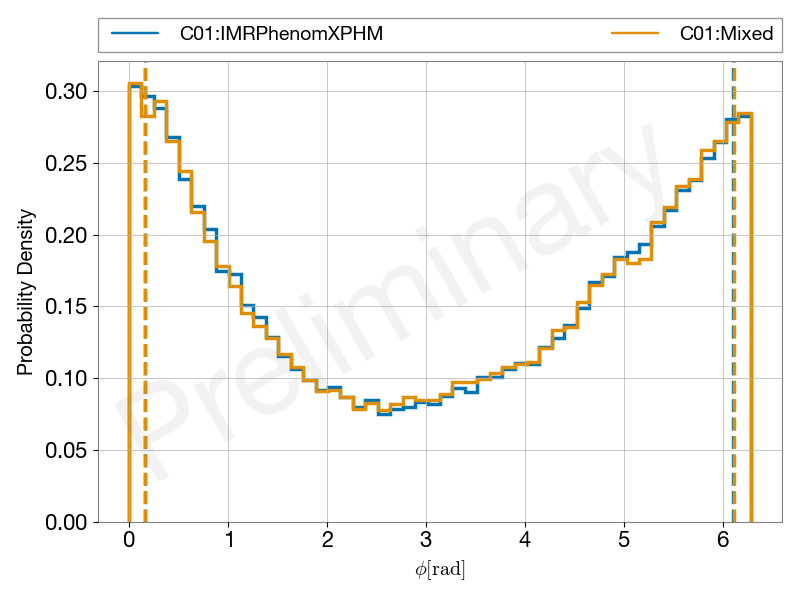 C01:IMRPhenomXPHM C01:Mixed
0.30
0.25
0.20
0.15
0.10
0.05
0.00
Probability Density
Preliminary
0 1 2 3 4 5 6
ϕ[rad]